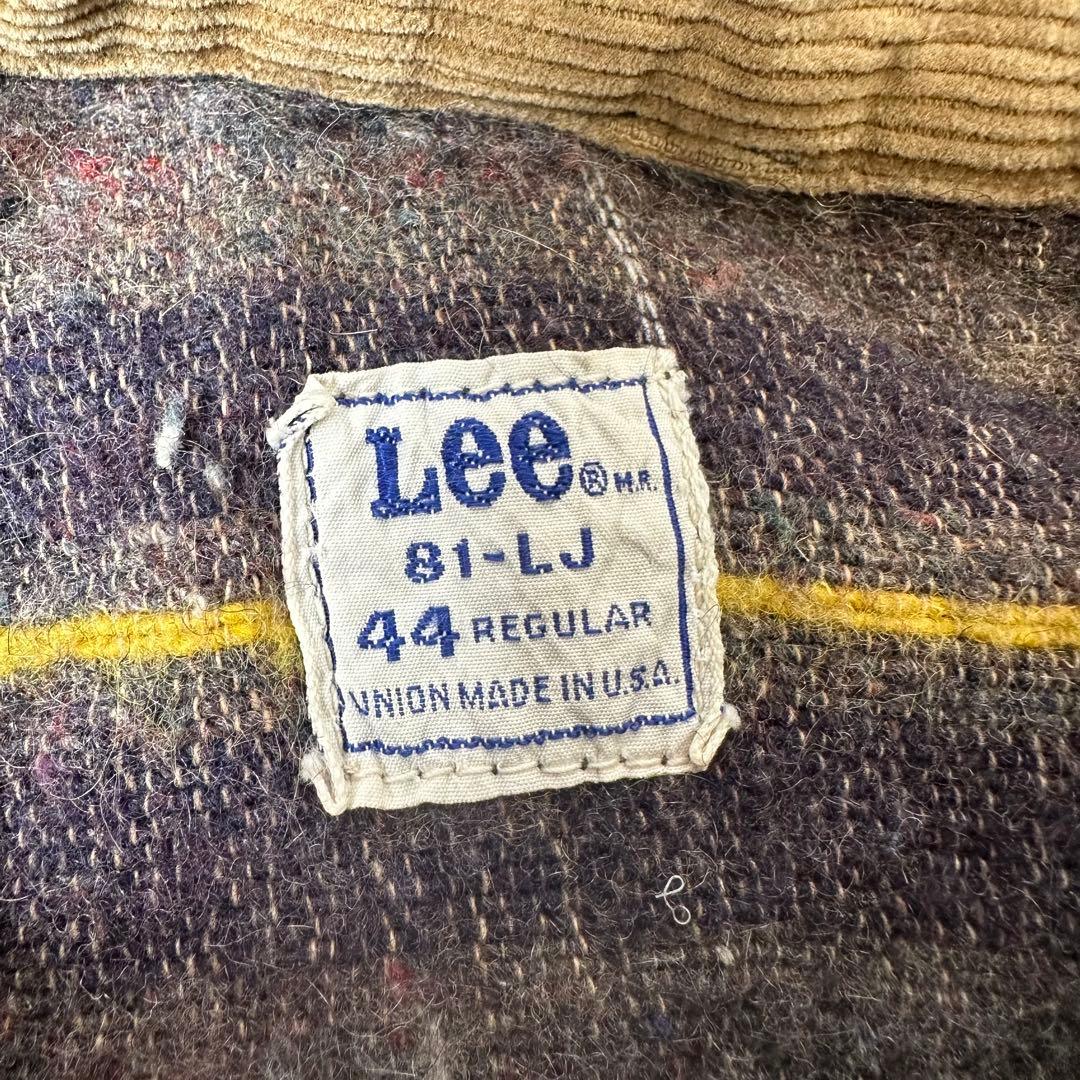 Lee® M.R.
81-LJ
44 REGULAR
UNION MADE IN U.S.A.